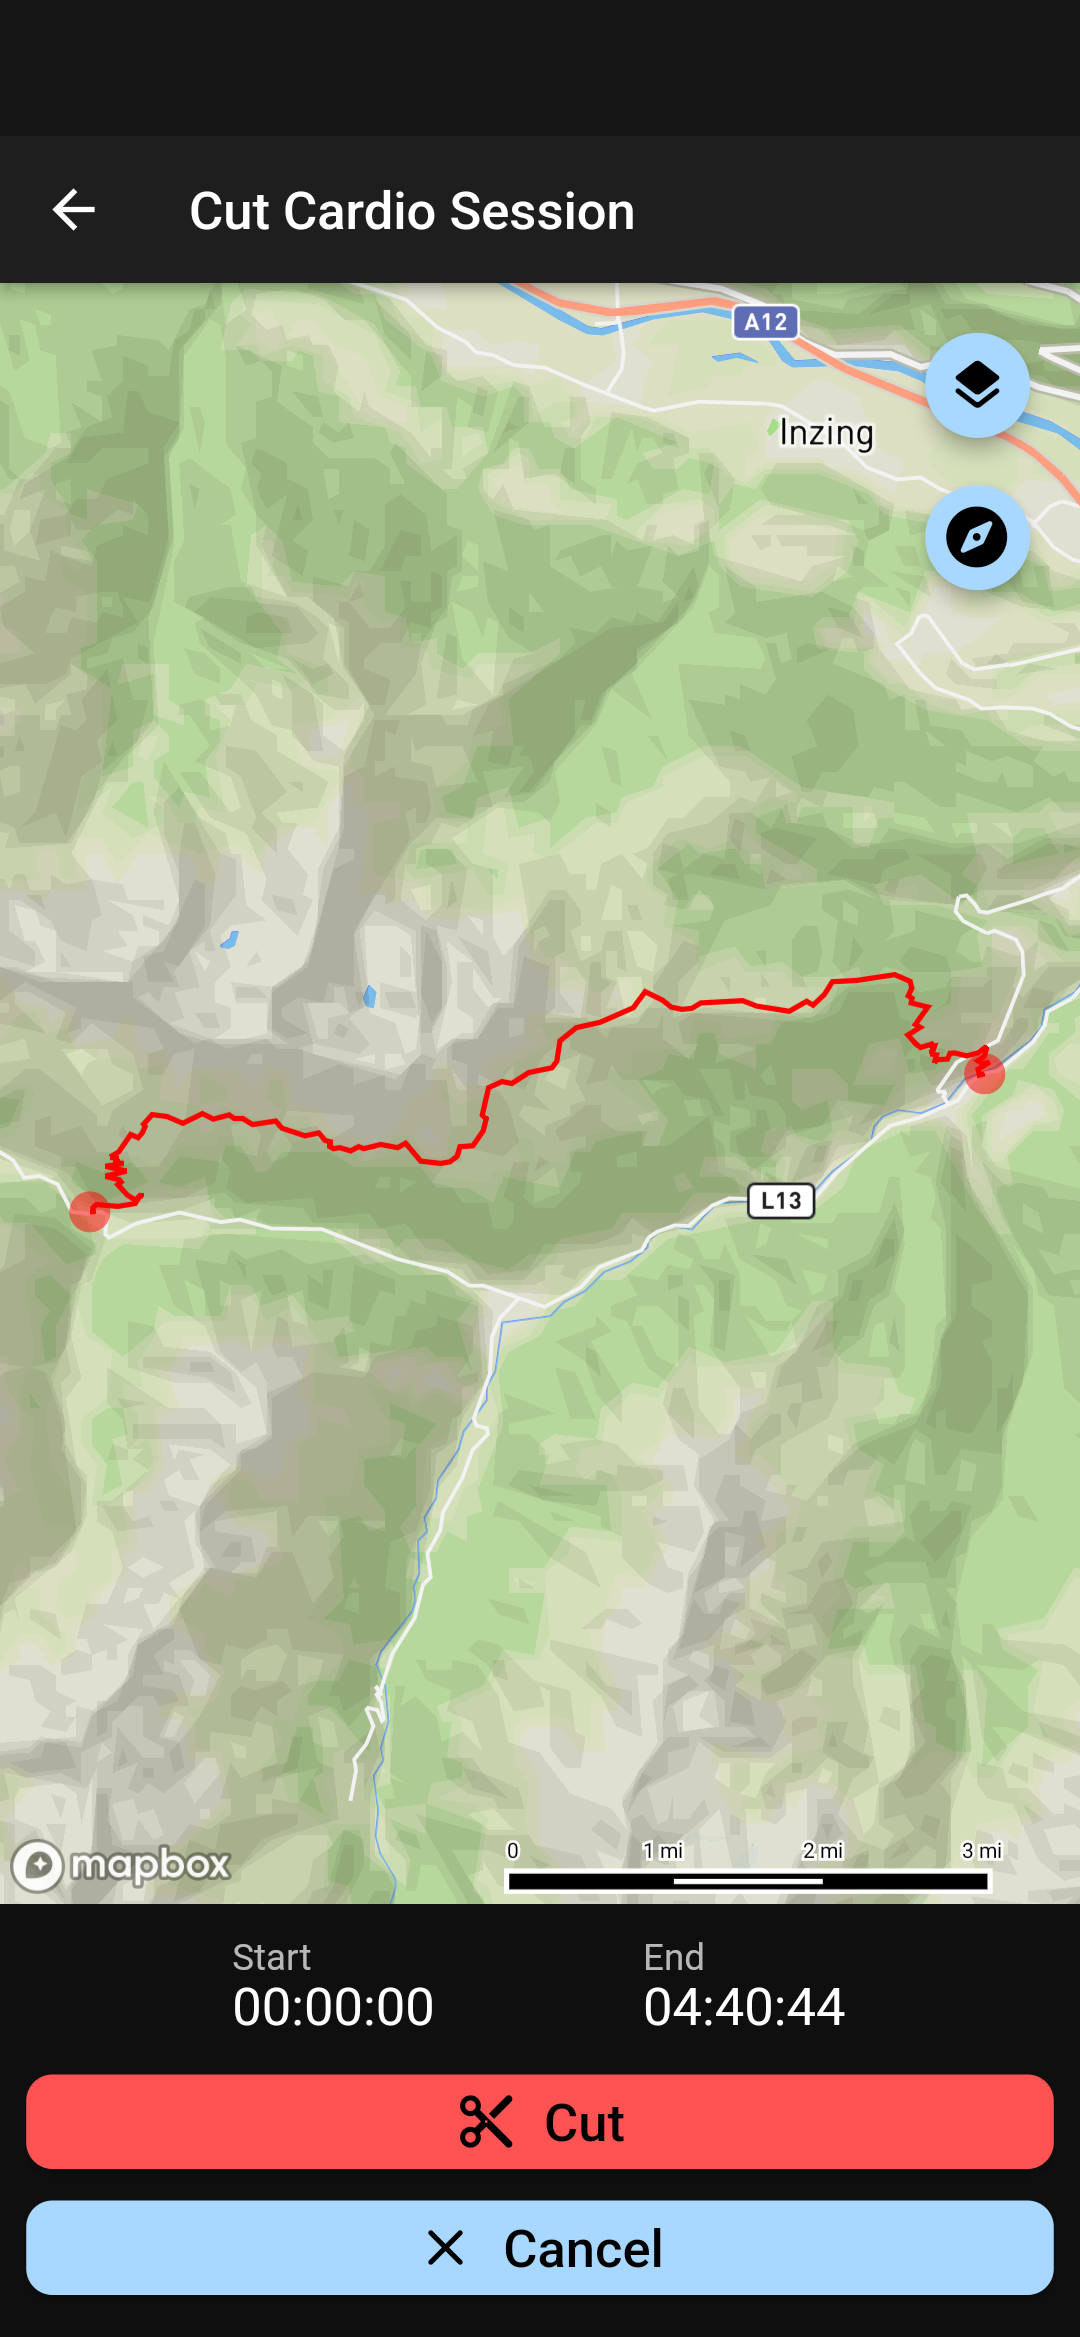 Cut Cardio Session
A12
Inzing
L13
mapbox
0 1 mi 2 mi 3 mi
Start End
00:00:00 04:40:44
Cut
Cancel